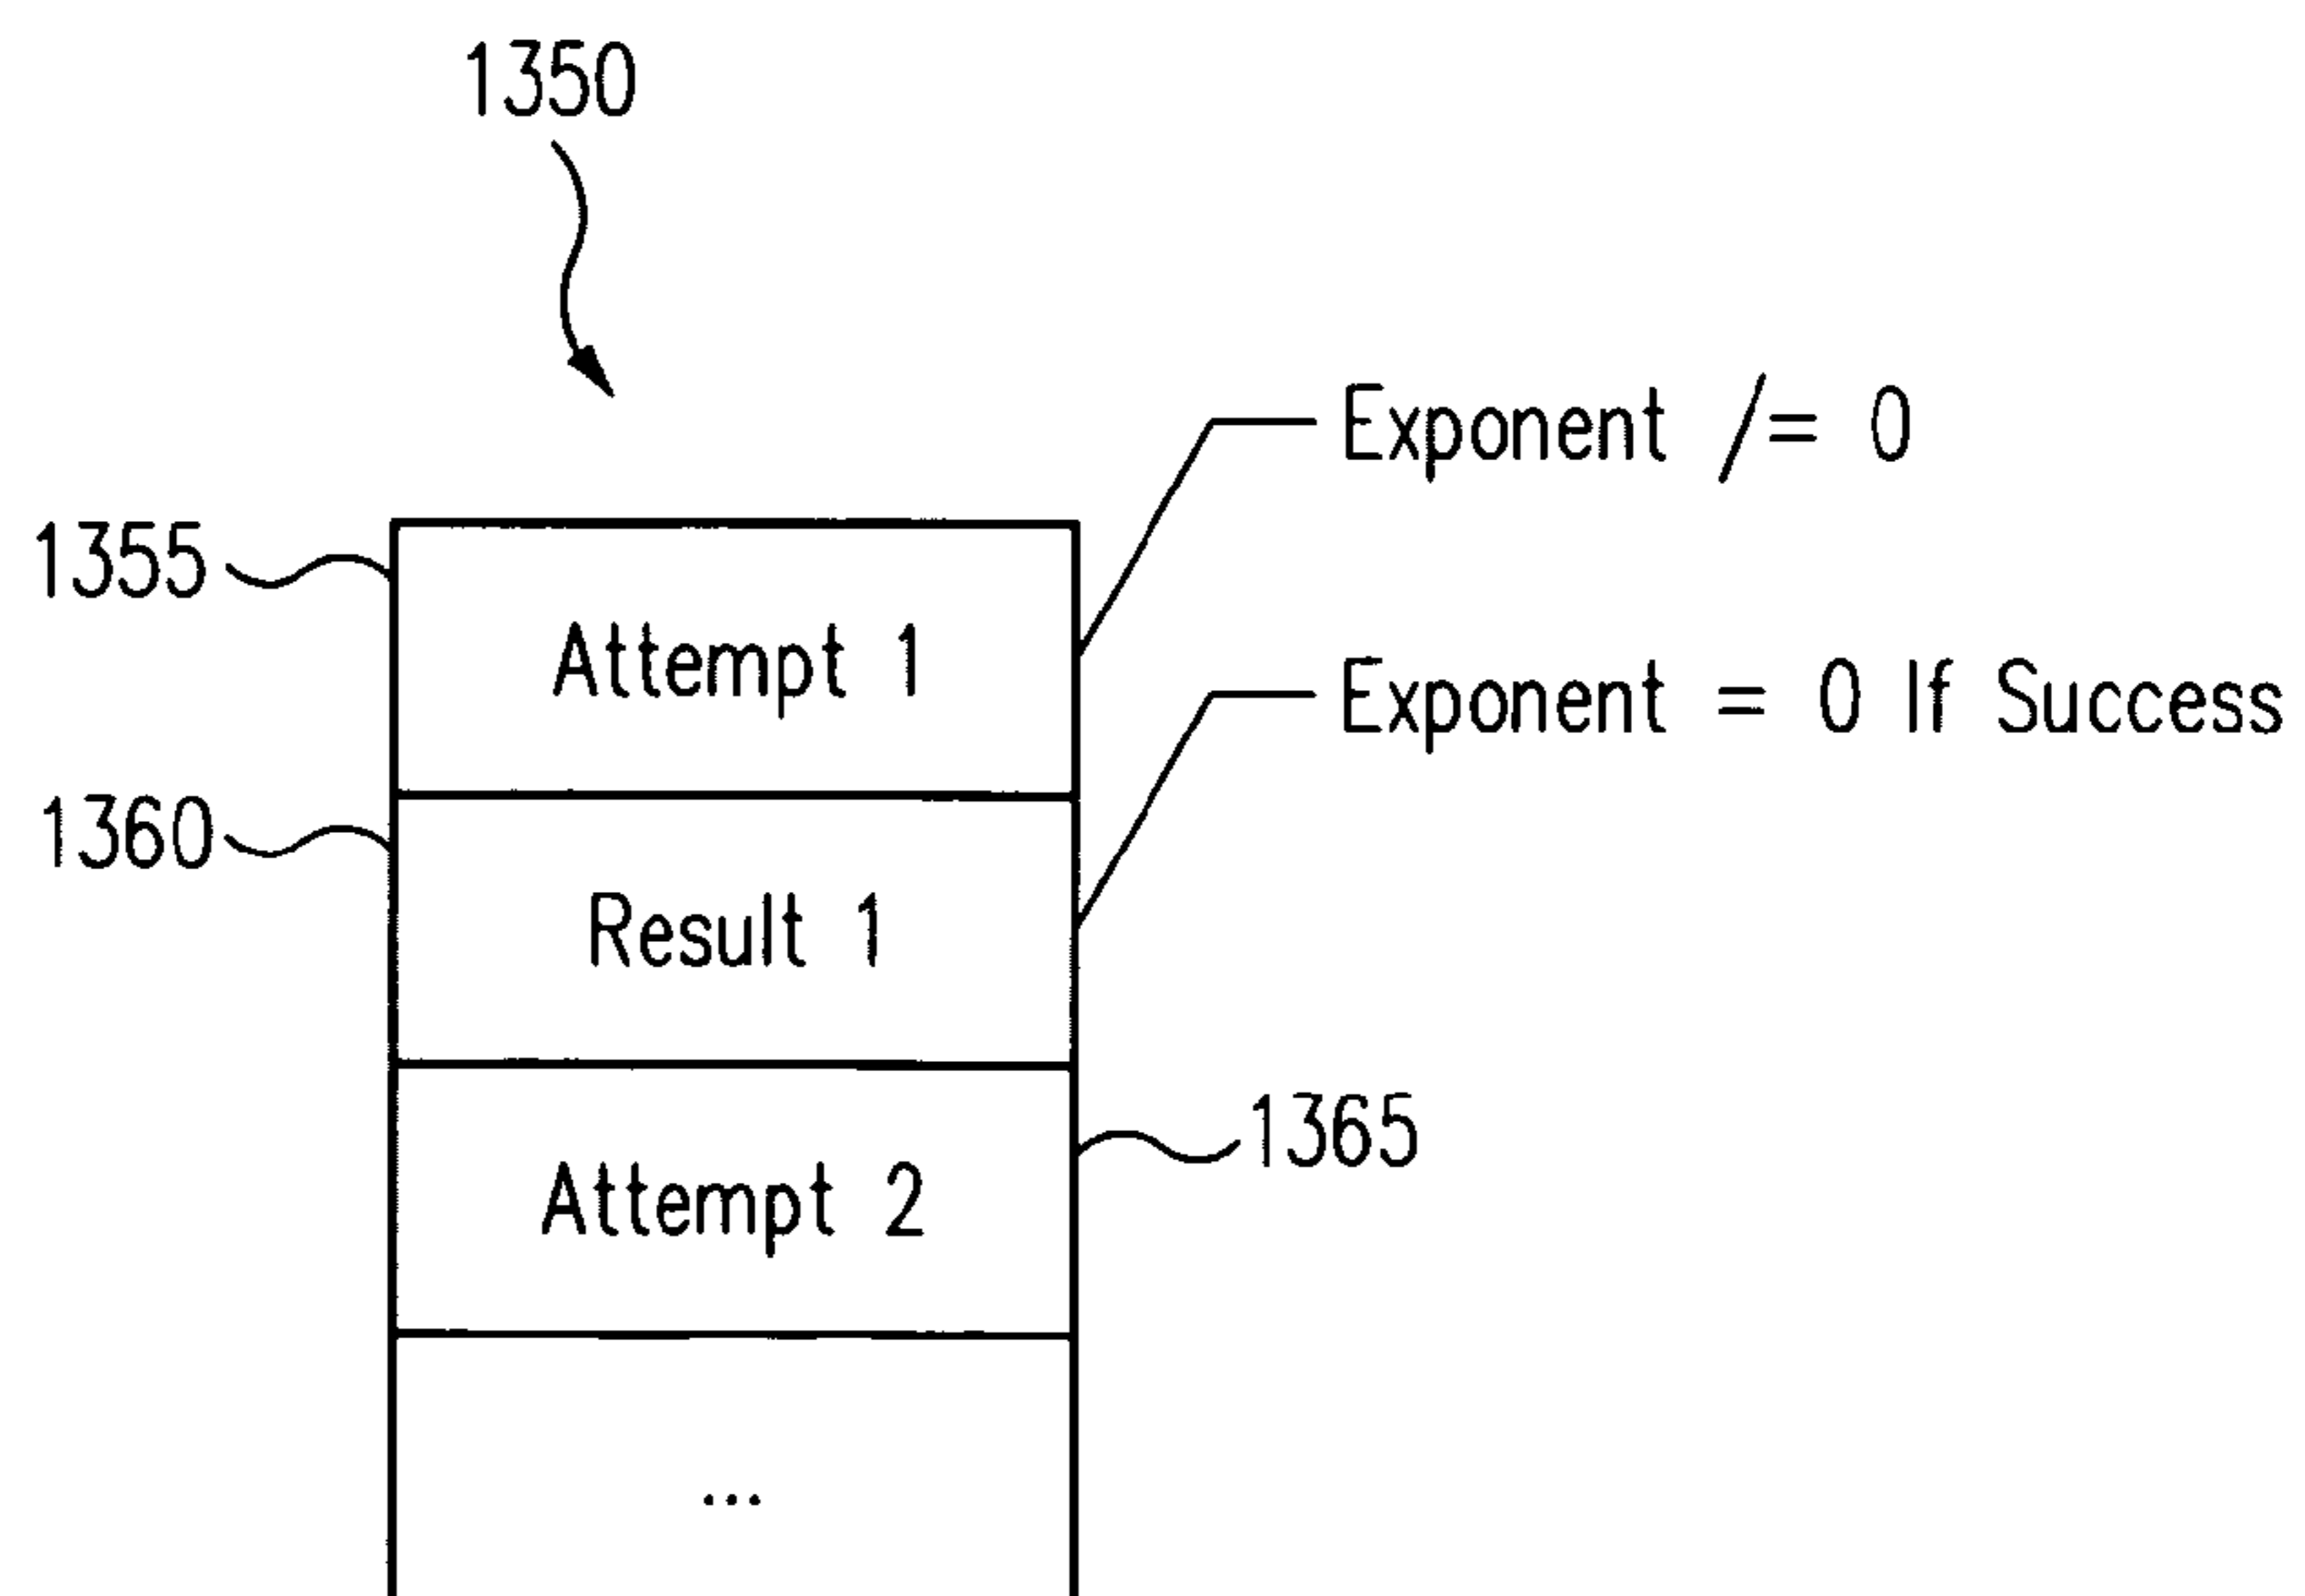 1350
Exponent /= 0
1355
Attempt 1
Exponent = 0 If Success
1360
Result 1
1365
Attempt 2
...